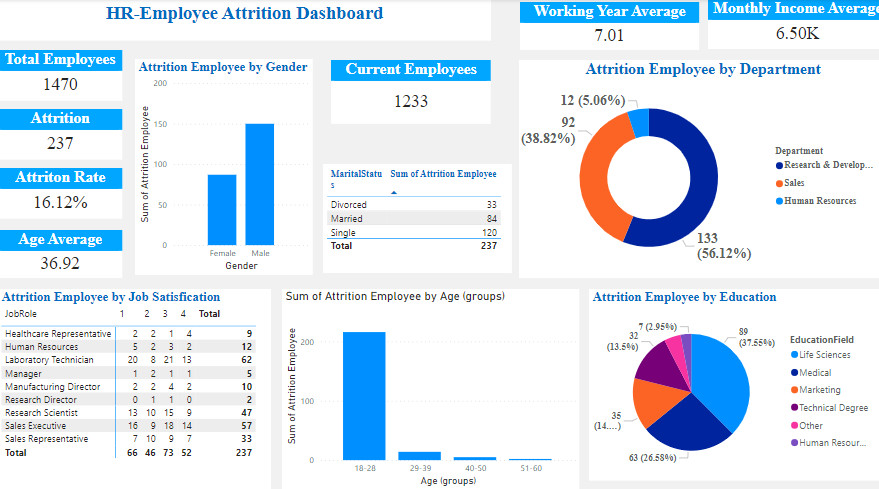 HR-Employee Attrition Dashboard
Working Year Average
7.01
Monthly Income Average
6.50K
Total Employees
1470
Attrition
237
Attriton Rate
16.12%
Age Average
36.92
Attrition Employee by Gender
Sum of Attrition Employee
200
150
100
50
0
Female
Male
Gender
Current Employees
1233
MaritalStatu
s
Sum of Attrition Employee
Divorced 33
Married 84
Single 120
Total 237
Attrition Employee by Department
12 (5.06%)
92
(38.82%)
133
(56.12%)
Department
Research & Develop...
Sales
Human Resources
Attrition Employee by Job Satisfication
JobRole 1 2 3 4 Total
Healthcare Representative 2 2 1 4 9
Human Resources 5 2 3 2 12
Laboratory Technician 20 8 21 13 62
Manager 1 2 1 1 5
Manufacturing Director 2 2 4 2 10
Research Director 0 1 1 0 2
Research Scientist 13 10 15 9 47
Sales Executive 16 9 18 14 57
Sales Representative 7 10 9 7 33
Total 66 46 73 52 237
Sum of Attrition Employee by Age (groups)
Sum of Attrition Employee
200
100
0
18-28
29-39
40-50
51-60
Age (groups)
Attrition Employee by Education
7 (2.95%)
32
(13.5%)
35
(14....)
63 (26.58%)
89
(37.55%)
EducationField
Life Sciences
Medical
Marketing
Technical Degree
Other
Human Resour...